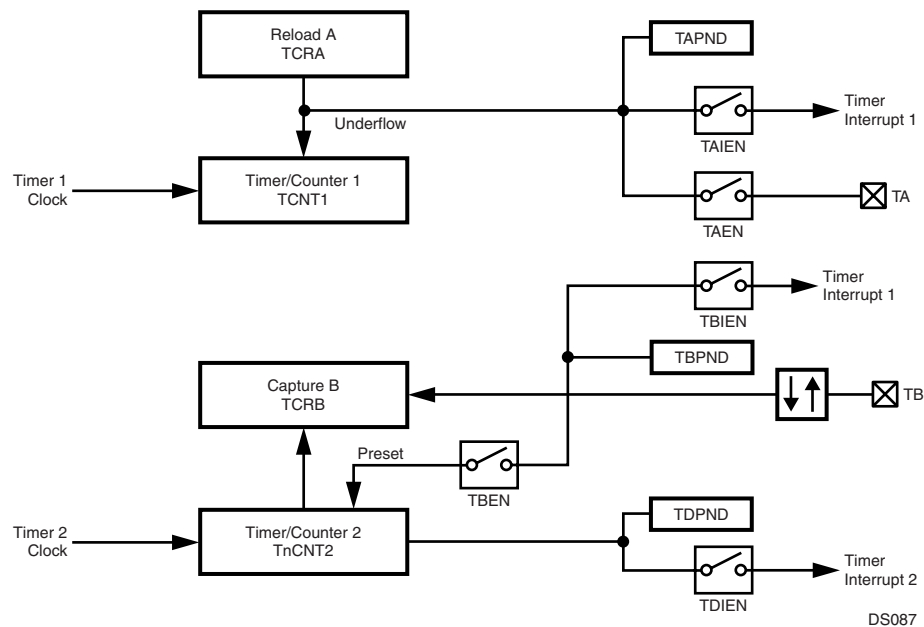 Reload A
TCRA
TAPND
Underflow
Timer
Interrupt 1
TAIEN
Timer 1
Clock
Timer/Counter 1
TCNT1
TA
TAEN
Timer
Interrupt 1
TBIEN
TBPND
Capture B
TCRB
TB
Preset
TBEN
TDPND
Timer 2
Clock
Timer/Counter 2
TnCNT2
Timer
Interrupt 2
TDIEN
DS087